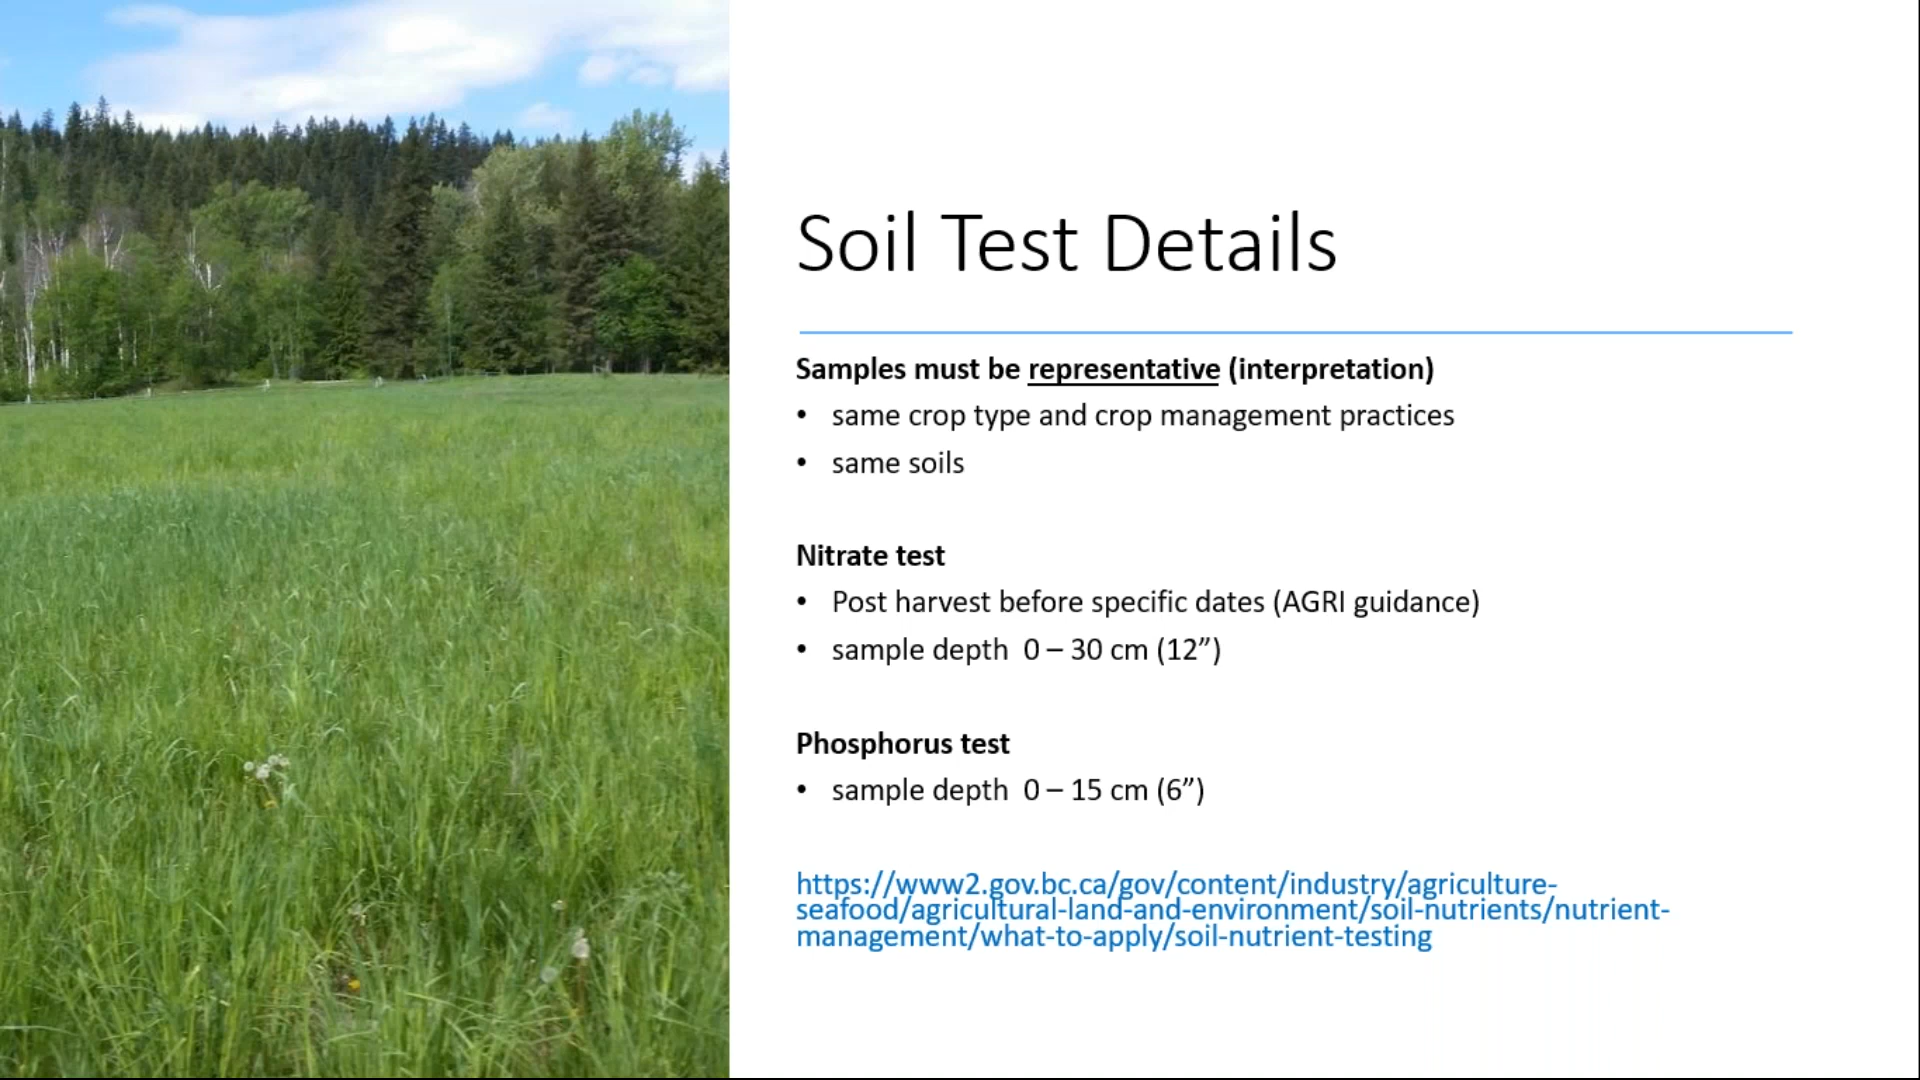 Soil Test Details
Samples must be representative (interpretation)
• same crop type and crop management practices
• same soils
Nitrate test
• Post harvest before specific dates (AGRI guidance)
• sample depth  0 – 30 cm (12”)
Phosphorus test
• sample depth  0 – 15 cm (6”)
https://www2.gov.bc.ca/gov/content/industry/agriculture-
seafood/agricultural-land-and-environment/soil-nutrients/nutrient-
management/what-to-apply/soil-nutrient-testing